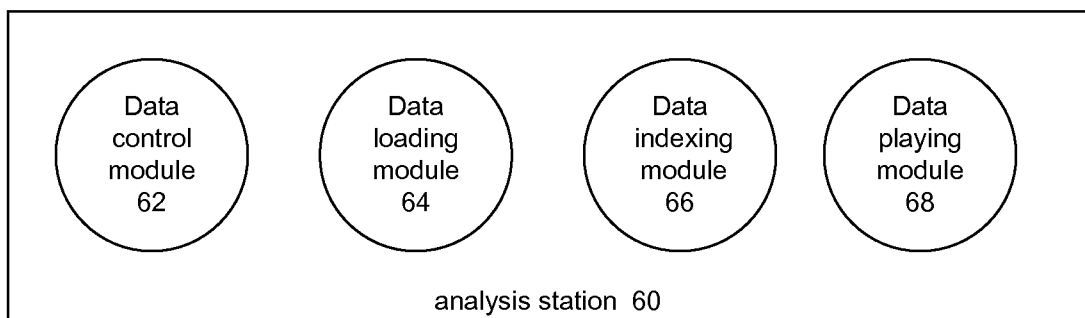 Data
control
module
62
Data
loading
module
64
Data
indexing
module
66
Data
playing
module
68
analysis station 60